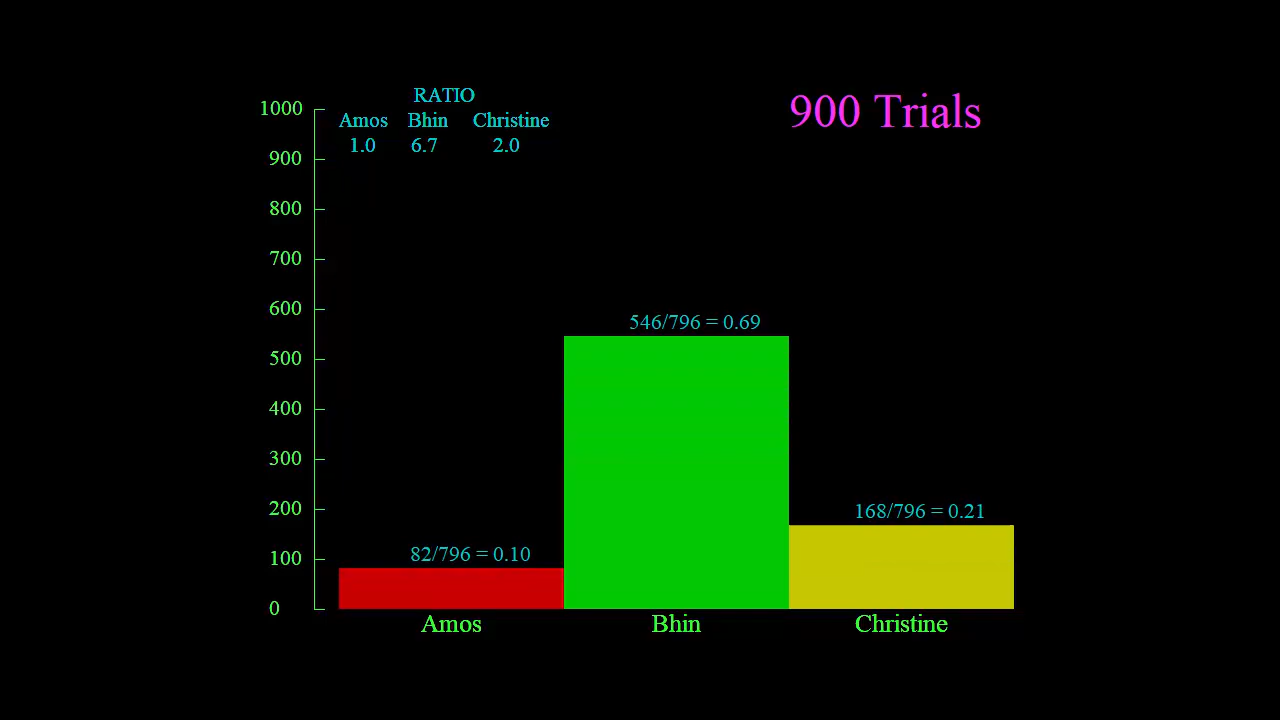 RATIO
Amos Bhin Christine
1.0 6.7 2.0
900 Trials
1000
900
800
700
600
500
400
300
200
100
0
546/796 = 0.69
168/796 = 0.21
82/796 = 0.10
Amos Bhin Christine